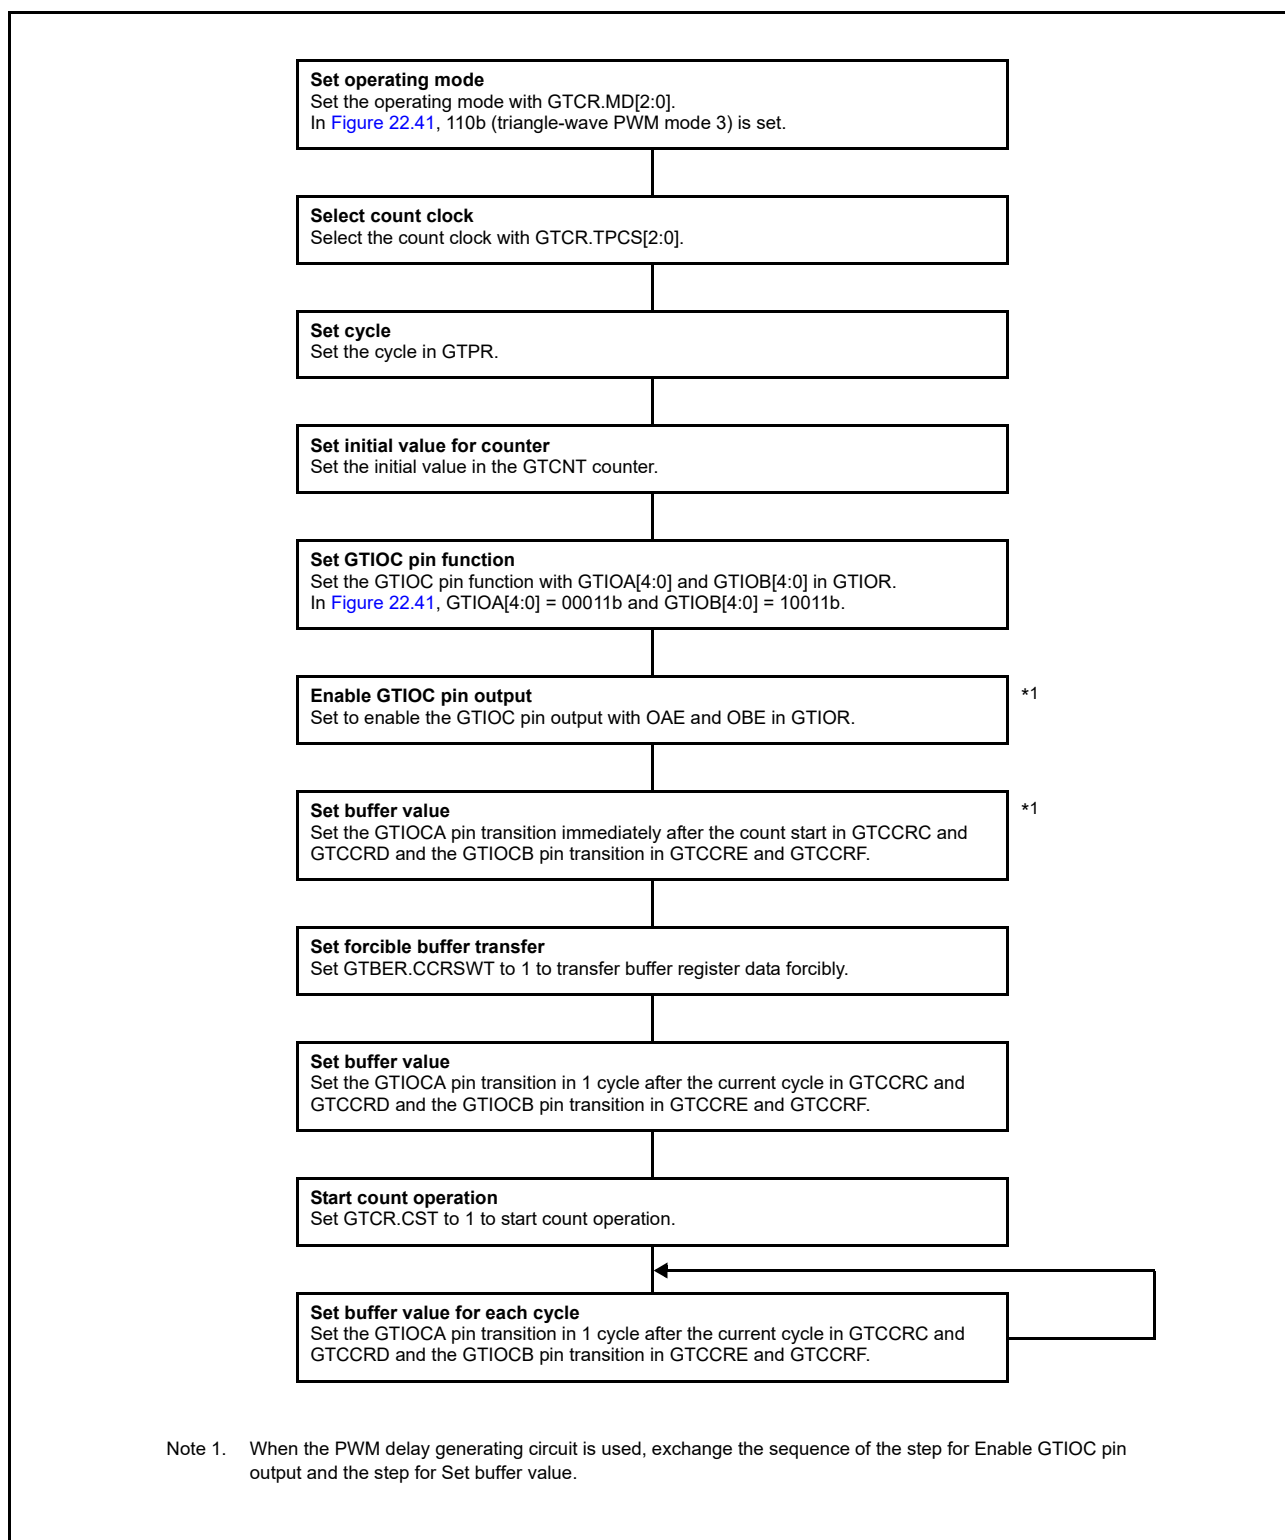 Set operating mode
Set the operating mode with GTCR.MD[2:0].
In Figure 22.41, 110b (triangle-wave PWM mode 3) is set.
Select count clock
Select the count clock with GTCR.TPCS[2:0].
Set cycle
Set the cycle in GTPR.
Set initial value for counter
Set the initial value in the GTCNT counter.
Set GTIOC pin function
Set the GTIOC pin function with GTIOA[4:0] and GTIOB[4:0] in GTIOR.
In Figure 22.41, GTIOA[4:0] = 00011b and GTIOB[4:0] = 10011b.
Enable GTIOC pin output
Set to enable the GTIOC pin output with OAE and OBE in GTIOR.
*1
Set buffer value
Set the GTIOCA pin transition immediately after the count start in GTCCRC and
GTCCRD and the GTIOCB pin transition in GTCCRE and GTCCRF.
*1
Set forcible buffer transfer
Set GTBER.CCRSWT to 1 to transfer buffer register data forcibly.
Set buffer value
Set the GTIOCA pin transition in 1 cycle after the current cycle in GTCCRC and
GTCCRD and the GTIOCB pin transition in GTCCRE and GTCCRF.
Start count operation
Set GTCR.CST to 1 to start count operation.
Set buffer value for each cycle
Set the GTIOCA pin transition in 1 cycle after the current cycle in GTCCRC and
GTCCRD and the GTIOCB pin transition in GTCCRE and GTCCRF.
Note 1. When the PWM delay generating circuit is used, exchange the sequence of the step for Enable GTIOC pin
output and the step for Set buffer value.